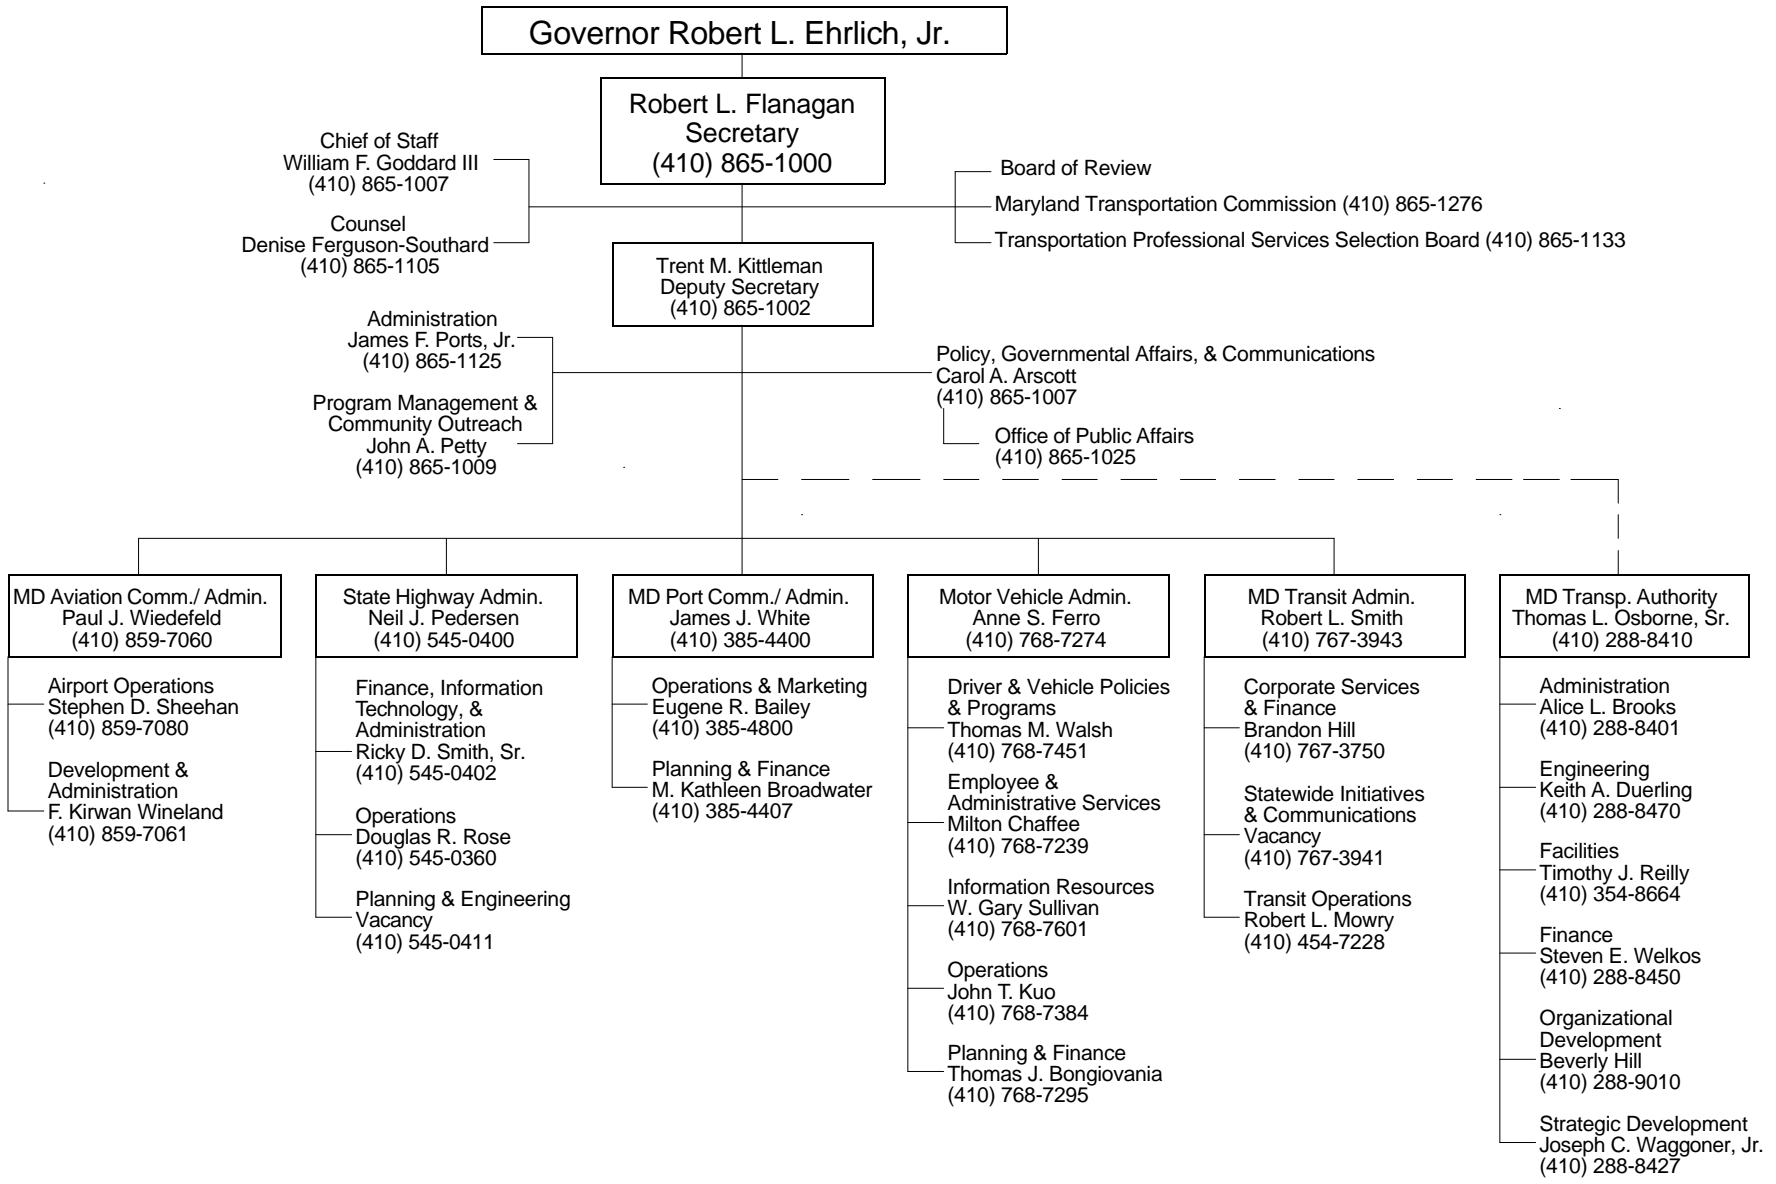 Governor Robert L. Ehrlich, Jr.
Robert L. Flanagan
Secretary
(410) 865-1000
Chief of Staff
William F. Goddard III
(410) 865-1007
Counsel
Denise Ferguson-Southard
(410) 865-1105
Board of Review
Maryland Transportation Commission (410) 865-1276
Transportation Professional Services Selection Board (410) 865-1133
Trent M. Kittleman
Deputy Secretary
(410) 865-1002
Administration
James F. Ports, Jr.
(410) 865-1125
Program Management &
Community Outreach
John A. Petty
(410) 865-1009
Policy, Governmental Affairs, & Communications
Carol A. Arscott
(410) 865-1007
Office of Public Affairs
(410) 865-1025
MD Aviation Comm./ Admin.
Paul J. Wiedefeld
(410) 859-7060
Airport Operations
Stephen D. Sheehan
(410) 859-7080
Development &
Administration
F. Kirwan Wineland
(410) 859-7061
State Highway Admin.
Neil J. Pedersen
(410) 545-0400
Finance, Information
Technology, &
Administration
Ricky D. Smith, Sr.
(410) 545-0402
Operations
Douglas R. Rose
(410) 545-0360
Planning & Engineering
Vacancy
(410) 545-0411
MD Port Comm./ Admin.
James J. White
(410) 385-4400
Operations & Marketing
Eugene R. Bailey
(410) 385-4800
Planning & Finance
M. Kathleen Broadwater
(410) 385-4407
Motor Vehicle Admin.
Anne S. Ferro
(410) 768-7274
Driver & Vehicle Policies
& Programs
Thomas M. Walsh
(410) 768-7451
Employee &
Administrative Services
Milton Chaffee
(410) 768-7239
Information Resources
W. Gary Sullivan
(410) 768-7601
Operations
John T. Kuo
(410) 768-7384
Planning & Finance
Thomas J. Bongiovania
(410) 768-7295
MD Transit Admin.
Robert L. Smith
(410) 767-3943
Corporate Services
& Finance
Brandon Hill
(410) 767-3750
Statewide Initiatives
& Communications
Vacancy
(410) 767-3941
Transit Operations
Robert L. Mowry
(410) 454-7228
MD Transp. Authority
Thomas L. Osborne, Sr.
(410) 288-8410
Administration
Alice L. Brooks
(410) 288-8401
Engineering
Keith A. Duerling
(410) 288-8470
Facilities
Timothy J. Reilly
(410) 354-8664
Finance
Steven E. Welkos
(410) 288-8450
Organizational
Development
Beverly Hill
(410) 288-9010
Strategic Development
Joseph C. Waggoner, Jr.
(410) 288-8427